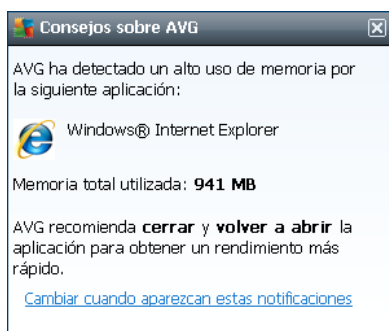 Consejos sobre AVG
AVG ha detectado un alto uso de memoria por
la siguiente aplicación:
Windows® Internet Explorer
Memoria total utilizada: 941 MB
AVG recomienda cerrar y volver a abrir la
aplicación para obtener un rendimiento más
rápido.
Cambiar cuando aparezcan estas notificaciones